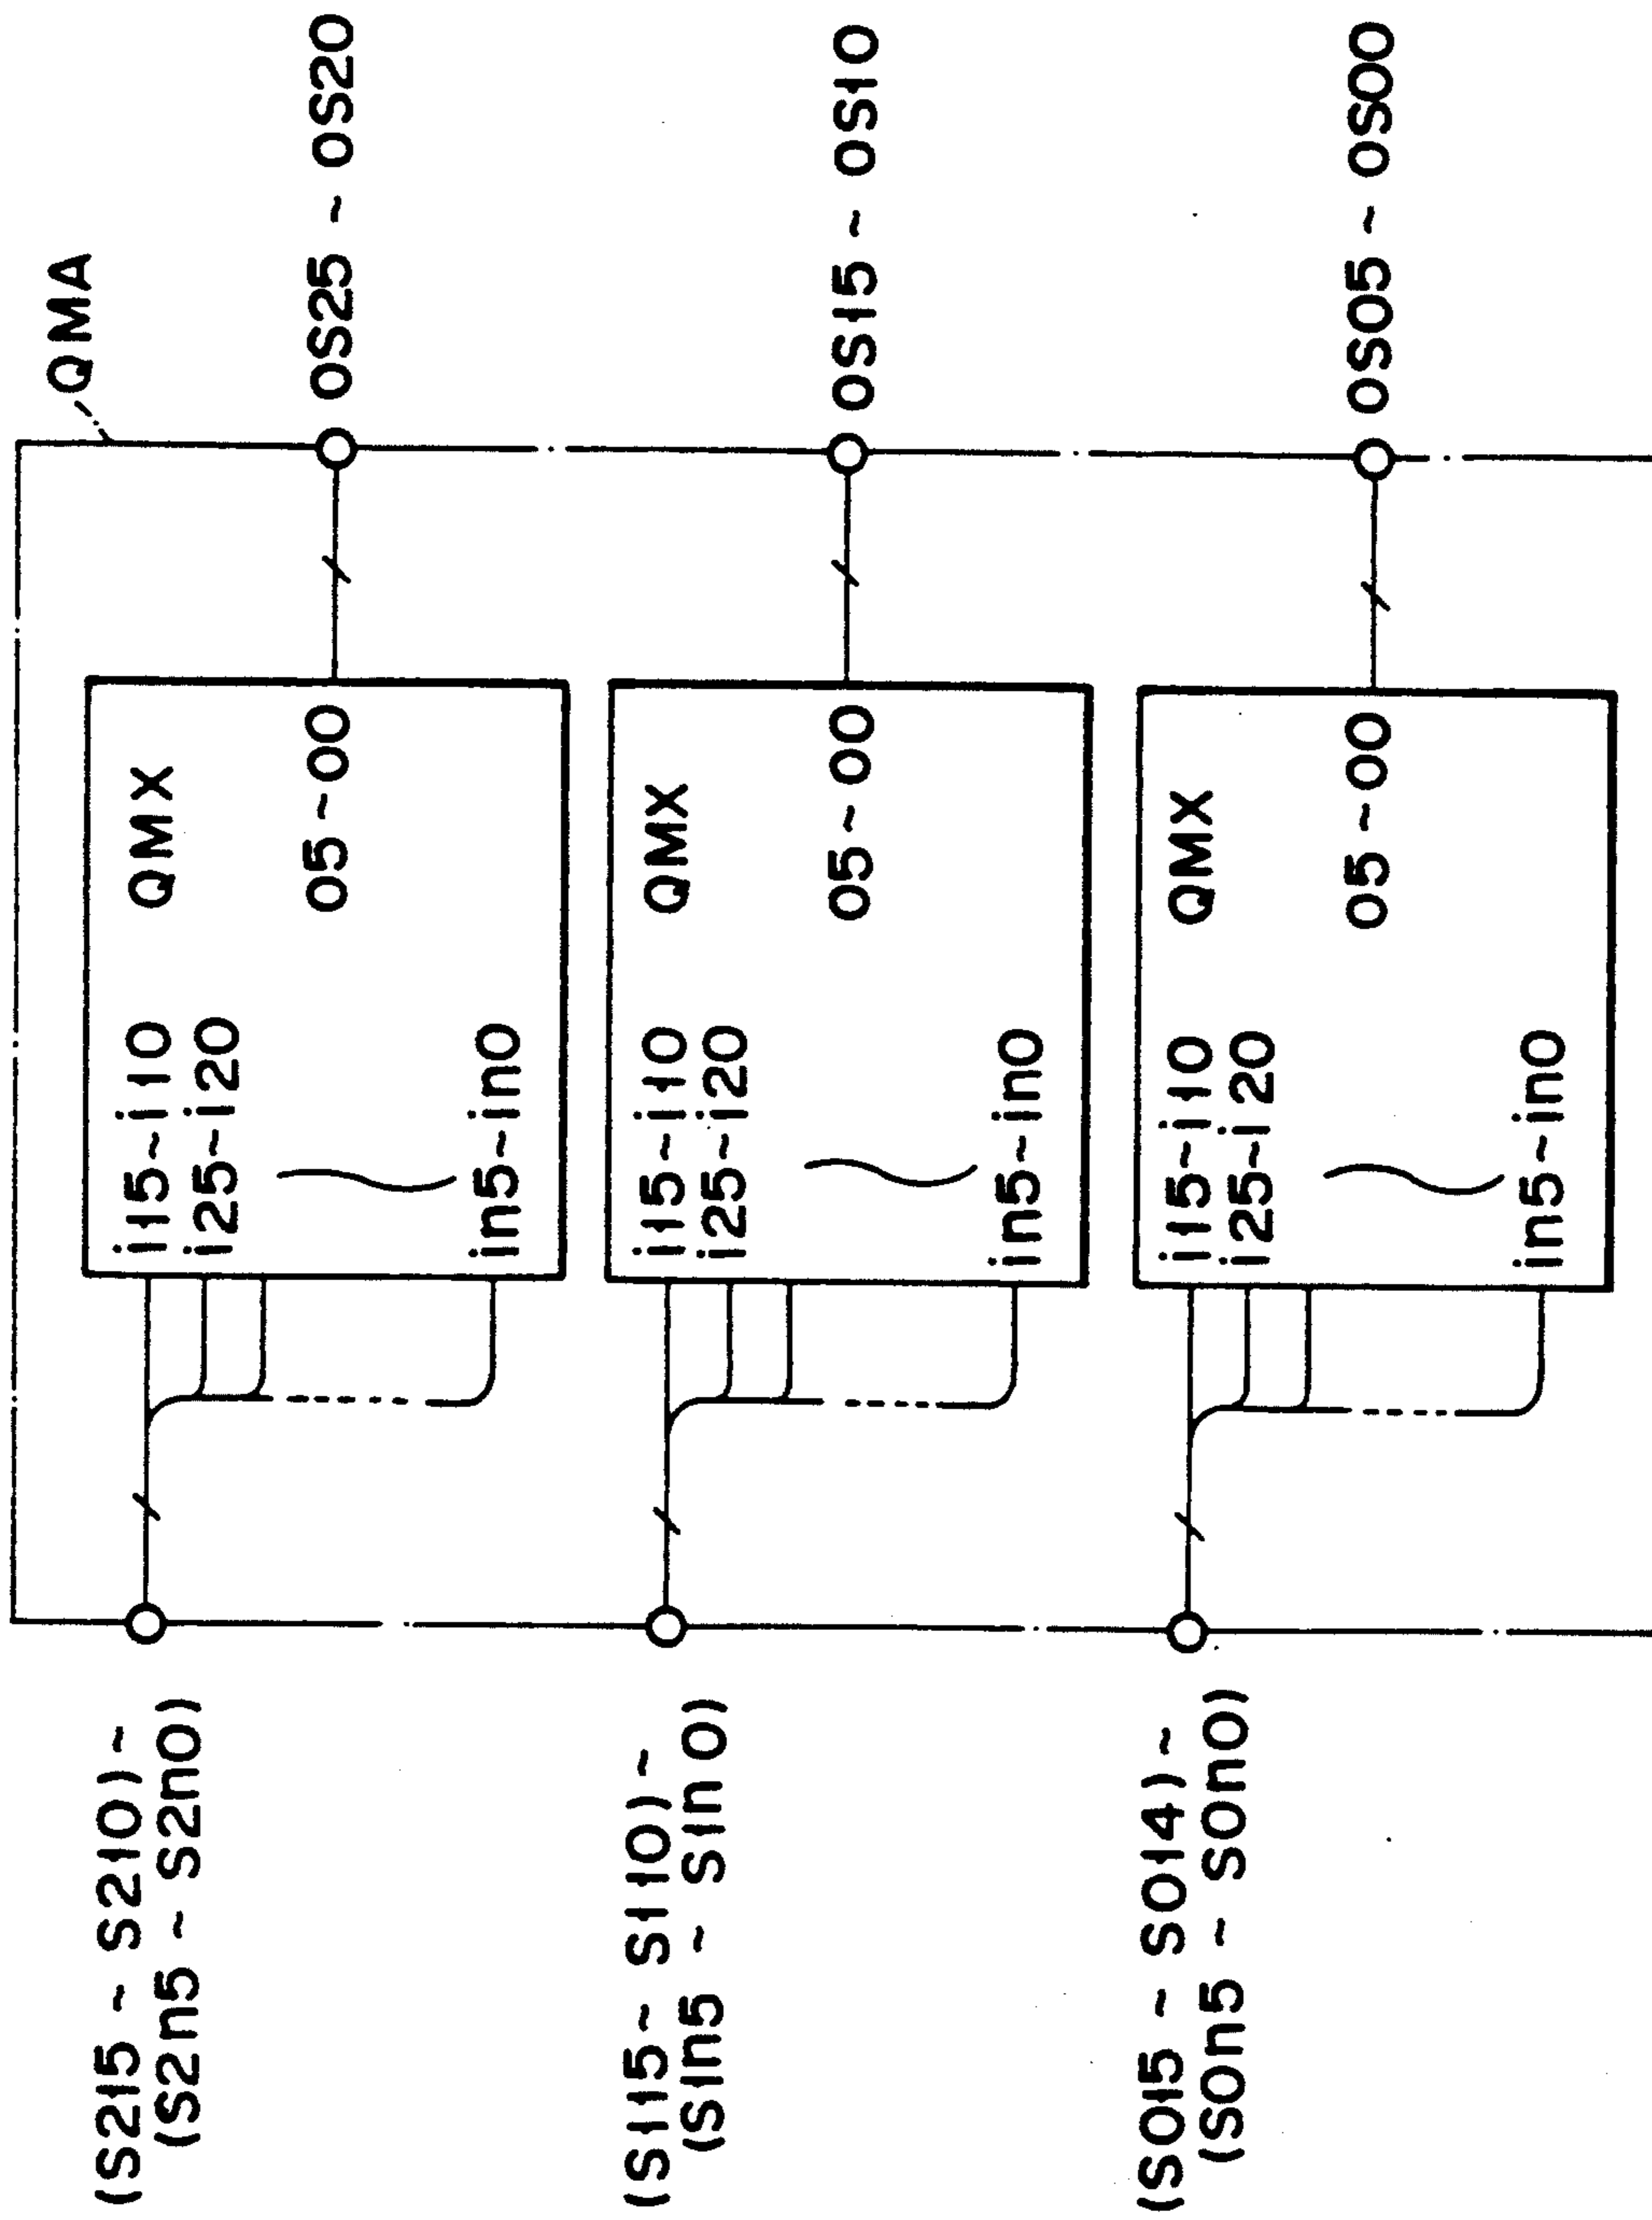 QMA
(S215 ~ S210) ~
(S2n5 ~ S2n0)
i15~i10
i25~i20
in5~in0
QMX
05~00
OS25 ~ OS20
(S115 ~ S110) ~
(S1n5 ~ S1n0)
i15~i10
i25~i20
in5~in0
QMX
05~00
OS15 ~ OS10
(S015 ~ S014) ~
(S0n5 ~ S0n0)
i15~i10
i25~i20
in5~in0
QMX
05~00
OS05 ~ OS00